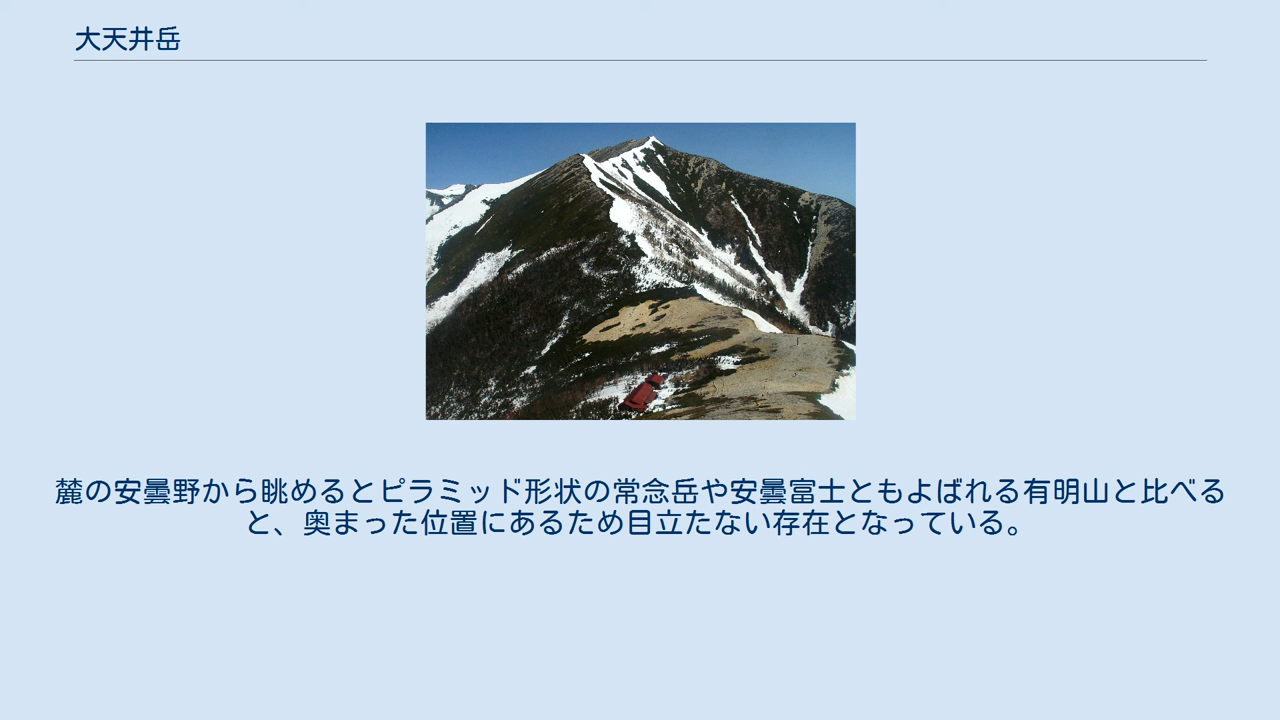 大天井岳
麓の安曇野から眺めるとピラミッド形状の常念岳や安曇富士ともよばれる有明山と比べる
と、奥まった位置にあるため目立たない存在となっている。